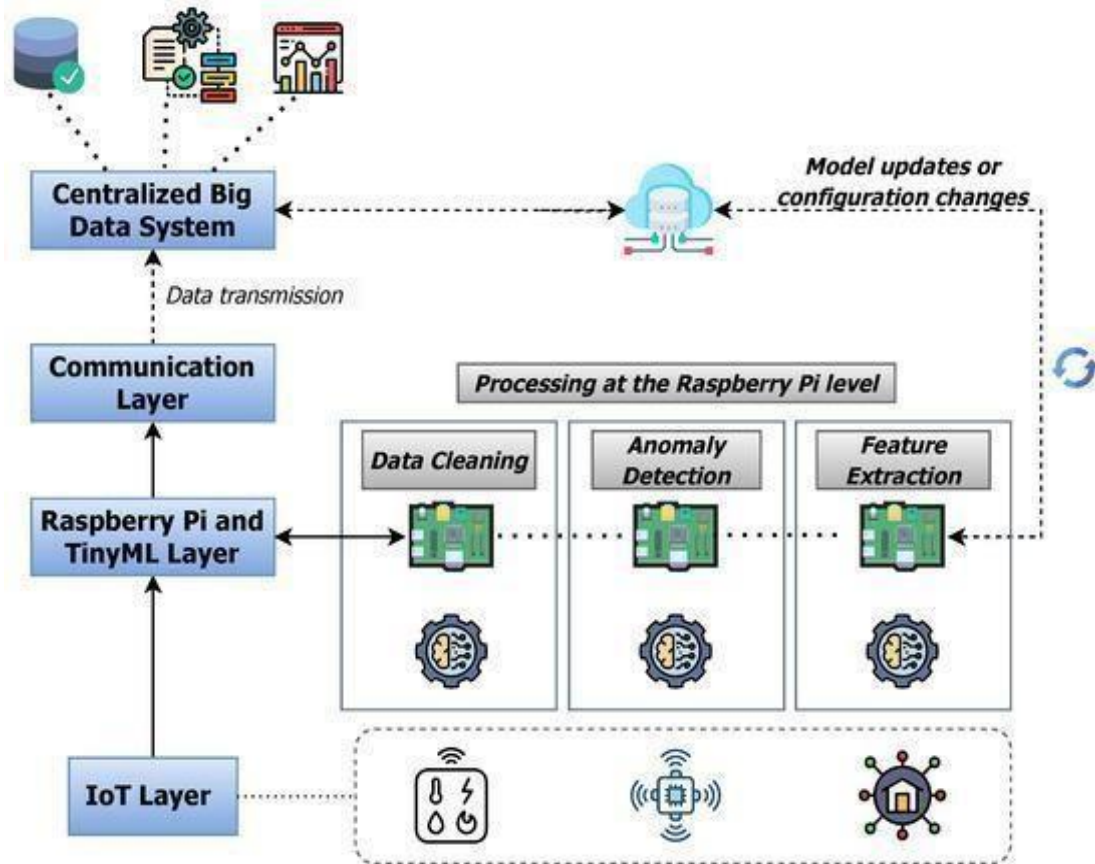 Centralized Big
Data System
Model updates or
configuration changes
Data transmission
Communication
Layer
Processing at the Raspberry Pi level
Data Cleaning
Anomaly
Detection
Feature
Extraction
Raspberry Pi and
TinyML Layer
IoT Layer